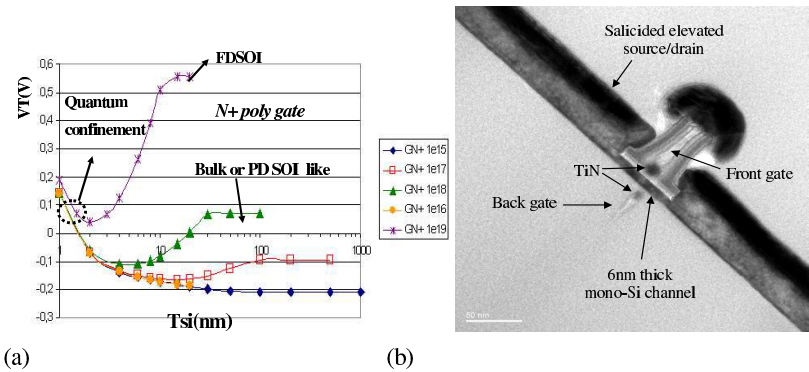 FDSOI
VT(V)
0,6
0,5
0,4
0,3
0,2
0,1
0
-0,1
-0,2
-0,3
Quantum
confinement
N+ poly gate
Bulk or PD SOI like
1
10
100
1000
Tsi(nm)
GN+ 1e15
GN+ 1e17
GN+ 1e18
GN+ 1e16
GN+ 1e19
(a)
Salicided elevated
source/drain
TiN
Front gate
Back gate
6nm thick
mono-Si channel
50 nm
(b)